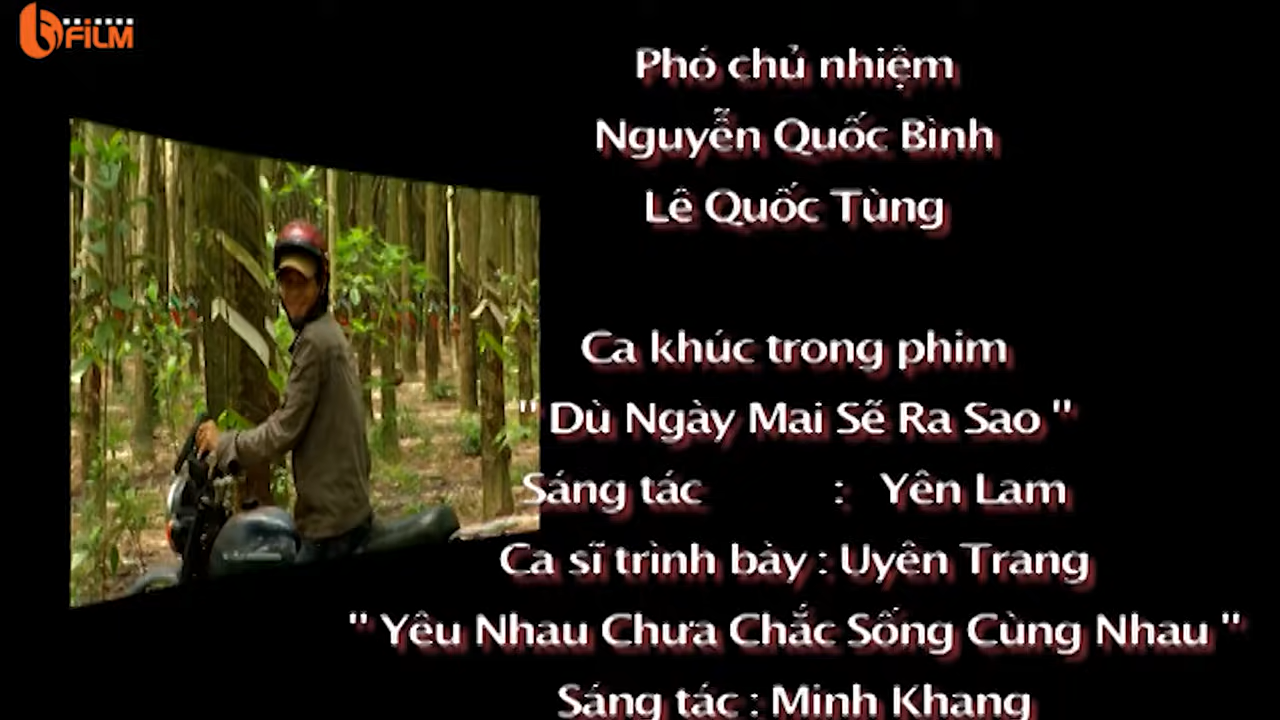 FiLM
Phó chủ nhiệm
Nguyễn Quốc Bình
Lê Quốc Tùng
Ca khúc trong phim
" Dù Ngày Mai Sẽ Ra Sao "
Sáng tác : Yên Lam
Ca sĩ trình bày : Uyên Trang
" Yêu Nhau Chưa Chắc Sống Cùng Nhau "
Sáng tác : Minh Khang